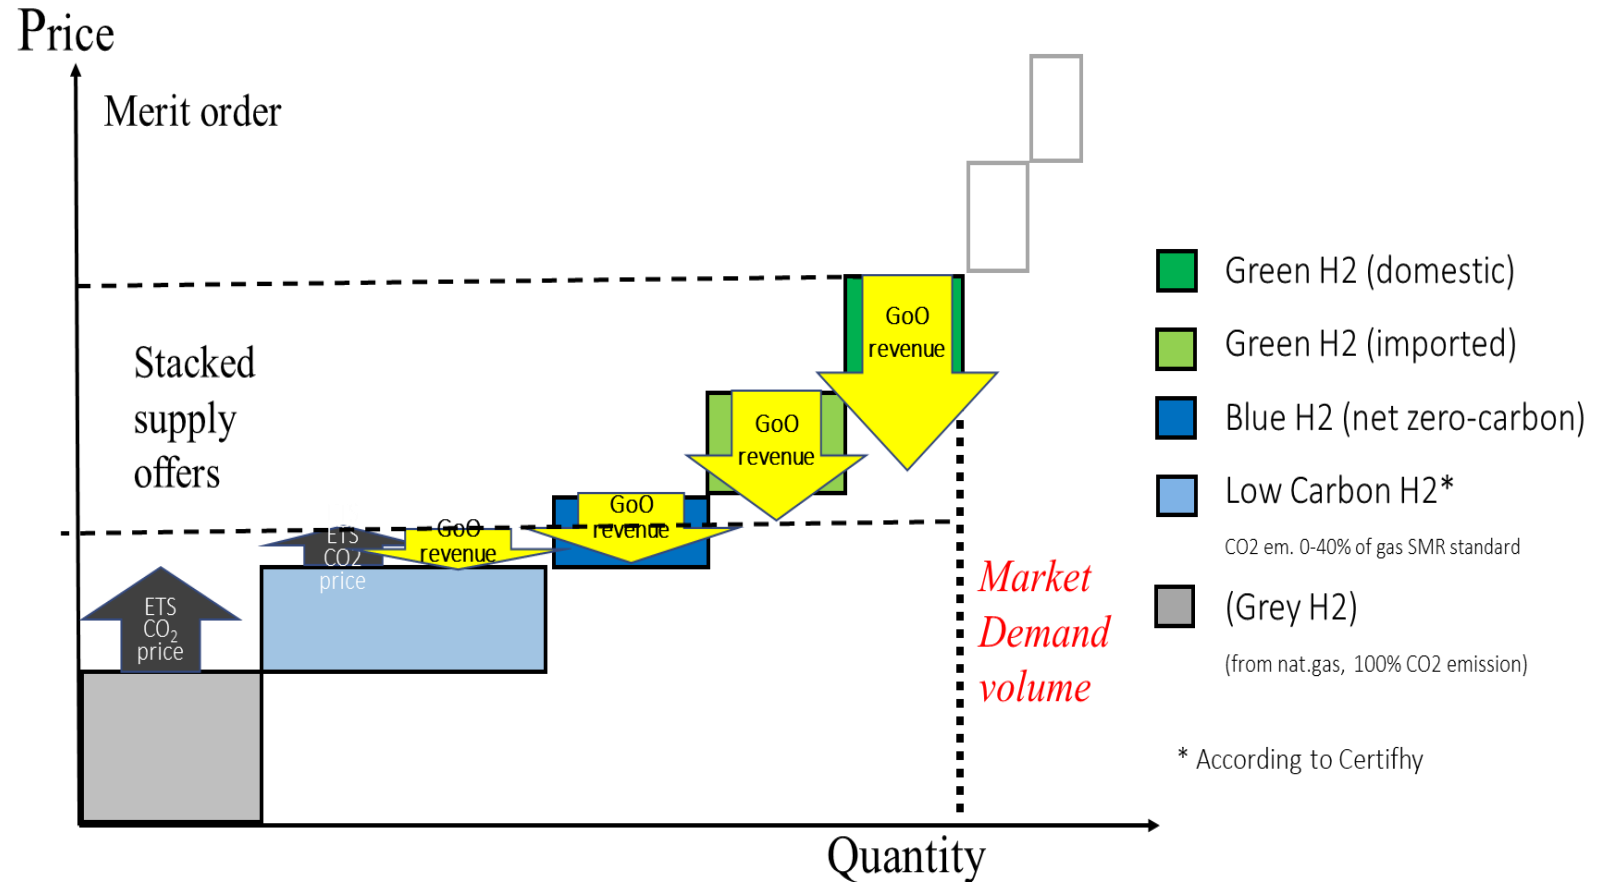 Price
Merit order
Stacked
supply
offers
GoO
revenue
GoO
revenue
GoO
revenue
GoO
revenue
ETS
CO2
price
ETS
CO₂
price
Market
Demand
volume
Quantity
Green H2 (domestic)
Green H2 (imported)
Blue H2 (net zero-carbon)
Low Carbon H2*
CO2 em. 0-40% of gas SMR standard
(Grey H2)
(from nat.gas, 100% CO2 emission)
* According to Certifhy